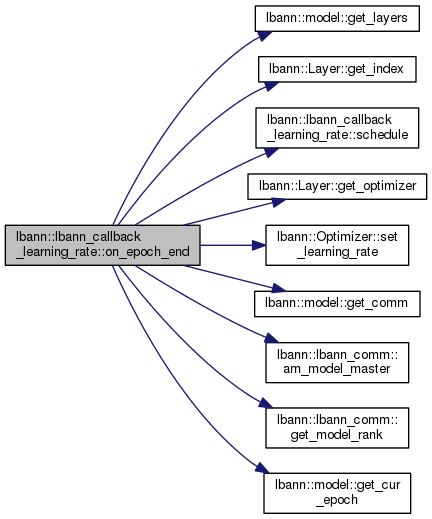 lbann::model::get_layers
lbann::Layer::get_index
lbann::lbann_callback
_learning_rate::schedule
lbann::Layer::get_optimizer
lbann::lbann_callback
_learning_rate::on_epoch_end
lbann::Optimizer::set
_learning_rate
lbann::model::get_comm
lbann::lbann_comm::
am_model_master
lbann::lbann_comm::
get_model_rank
lbann::model::get_cur
_epoch